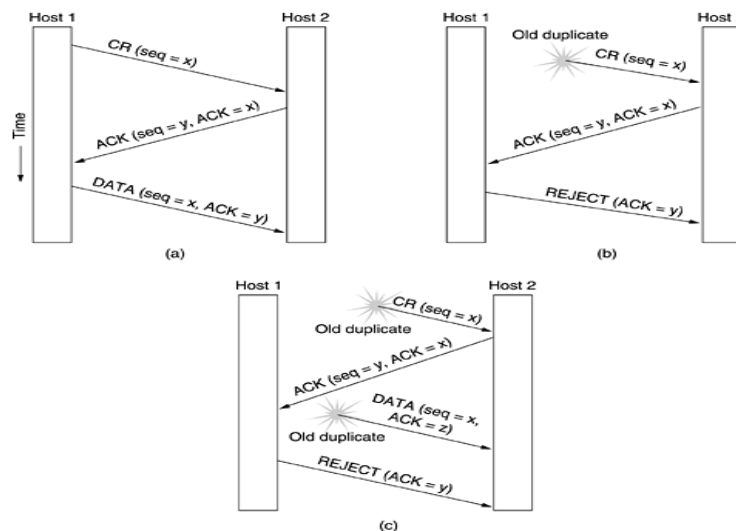 Host 1
Host 2
CR (seq = x)
ACK (seq = y, ACK = x)
DATA (seq = x, ACK = y)
Time
(a)
Host 1
Host
Old duplicate
CR (seq = x)
ACK (seq = y, ACK = x)
REJECT (ACK = y)
(b)
Host 1
Host 2
CR (seq = x)
Old duplicate
ACK (seq = y, ACK = x)
DATA (seq = x,
ACK = z)
Old duplicate
REJECT (ACK = y)
(c)